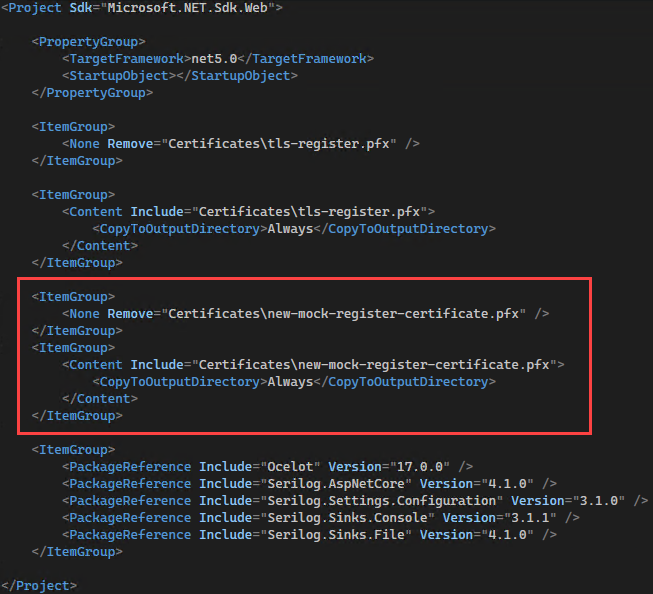 <Project Sdk="Microsoft.NET.Sdk.Web">
<PropertyGroup>
<TargetFramework>net5.0</TargetFramework>
<StartupObject></StartupObject>
</PropertyGroup>
<ItemGroup>
<None Remove="Certificates\tls-register.pfx" />
</ItemGroup>
<ItemGroup>
<Content Include="Certificates\tls-register.pfx">
<CopyToOutputDirectory>Always</CopyToOutputDirectory>
</Content>
</ItemGroup>
<ItemGroup>
<None Remove="Certificates\new-mock-register-certificate.pfx" />
</ItemGroup>
<ItemGroup>
<Content Include="Certificates\new-mock-register-certificate.pfx">
<CopyToOutputDirectory>Always</CopyToOutputDirectory>
</Content>
</ItemGroup>
<ItemGroup>
<PackageReference Include="Ocelot" Version="17.0.0" />
<PackageReference Include="Serilog.AspNetCore" Version="4.1.0" />
<PackageReference Include="Serilog.Settings.Configuration" Version="3.1.0" />
<PackageReference Include="Serilog.Sinks.Console" Version="3.1.1" />
<PackageReference Include="Serilog.Sinks.File" Version="4.1.0" />
</ItemGroup>
</Project>